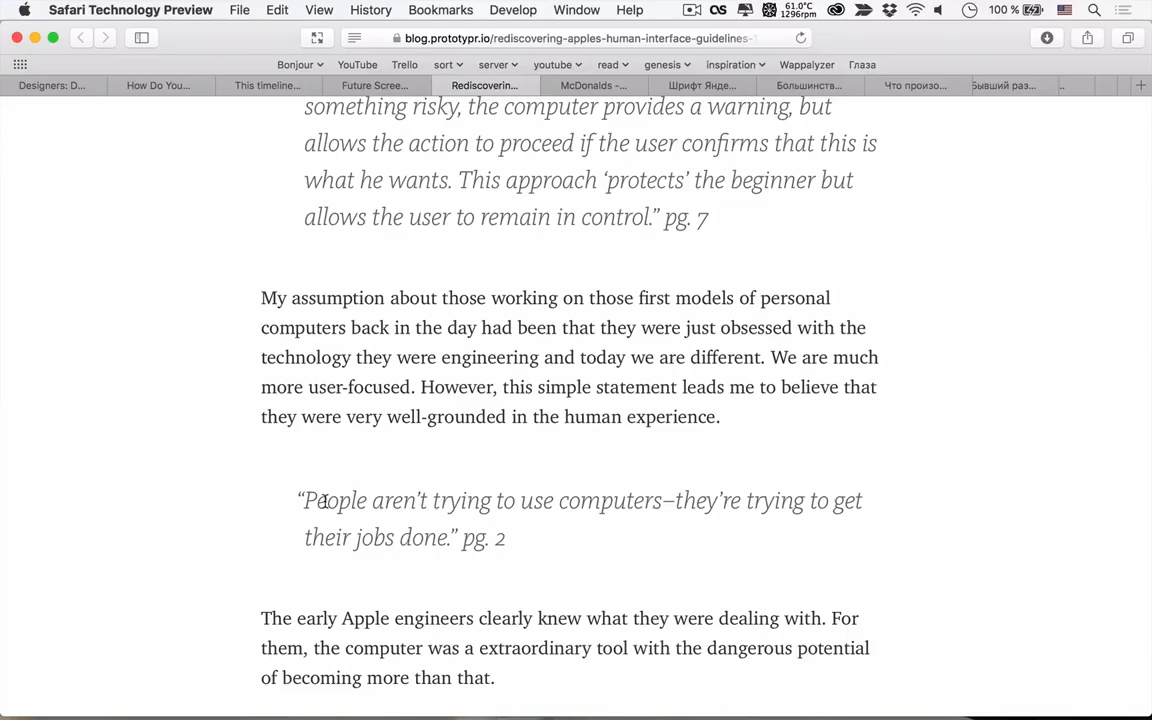 Safari Technology Preview File Edit View History Bookmarks Develop Window Help OS 61.0°C 1296rpm 100 %
blog.prototypr.io/rediscovering-apples-human-interface-guidelines-
Bonjour YouTube Trello sort server youtube read genesis inspiration Wappalyzer Глаза
Designers: D... How Do You... This timeline... Future Scree... Rediscoverin... McDonalds -... Шрифт Янде... Большинств... Что произо... Бывший раз... ..
something risky, the computer provides a warning, but
allows the action to proceed if the user confirms that this is
what he wants. This approach ‘protects’ the beginner but
allows the user to remain in control.” pg. 7
My assumption about those working on those first models of personal
computers back in the day had been that they were just obsessed with the
technology they were engineering and today we are different. We are much
more user-focused. However, this simple statement leads me to believe that
they were very well-grounded in the human experience.
“People aren’t trying to use computers–they’re trying to get
their jobs done.” pg. 2
The early Apple engineers clearly knew what they were dealing with. For
them, the computer was a extraordinary tool with the dangerous potential
of becoming more than that.